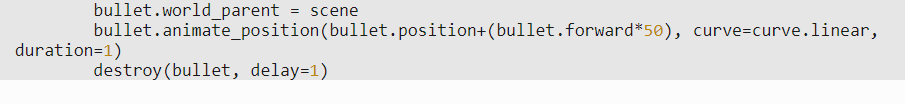 bullet.world_parent = scene
bullet.animate_position(bullet.position+(bullet.forward*50), curve=curve.linear,
duration=1)
destroy(bullet, delay=1)